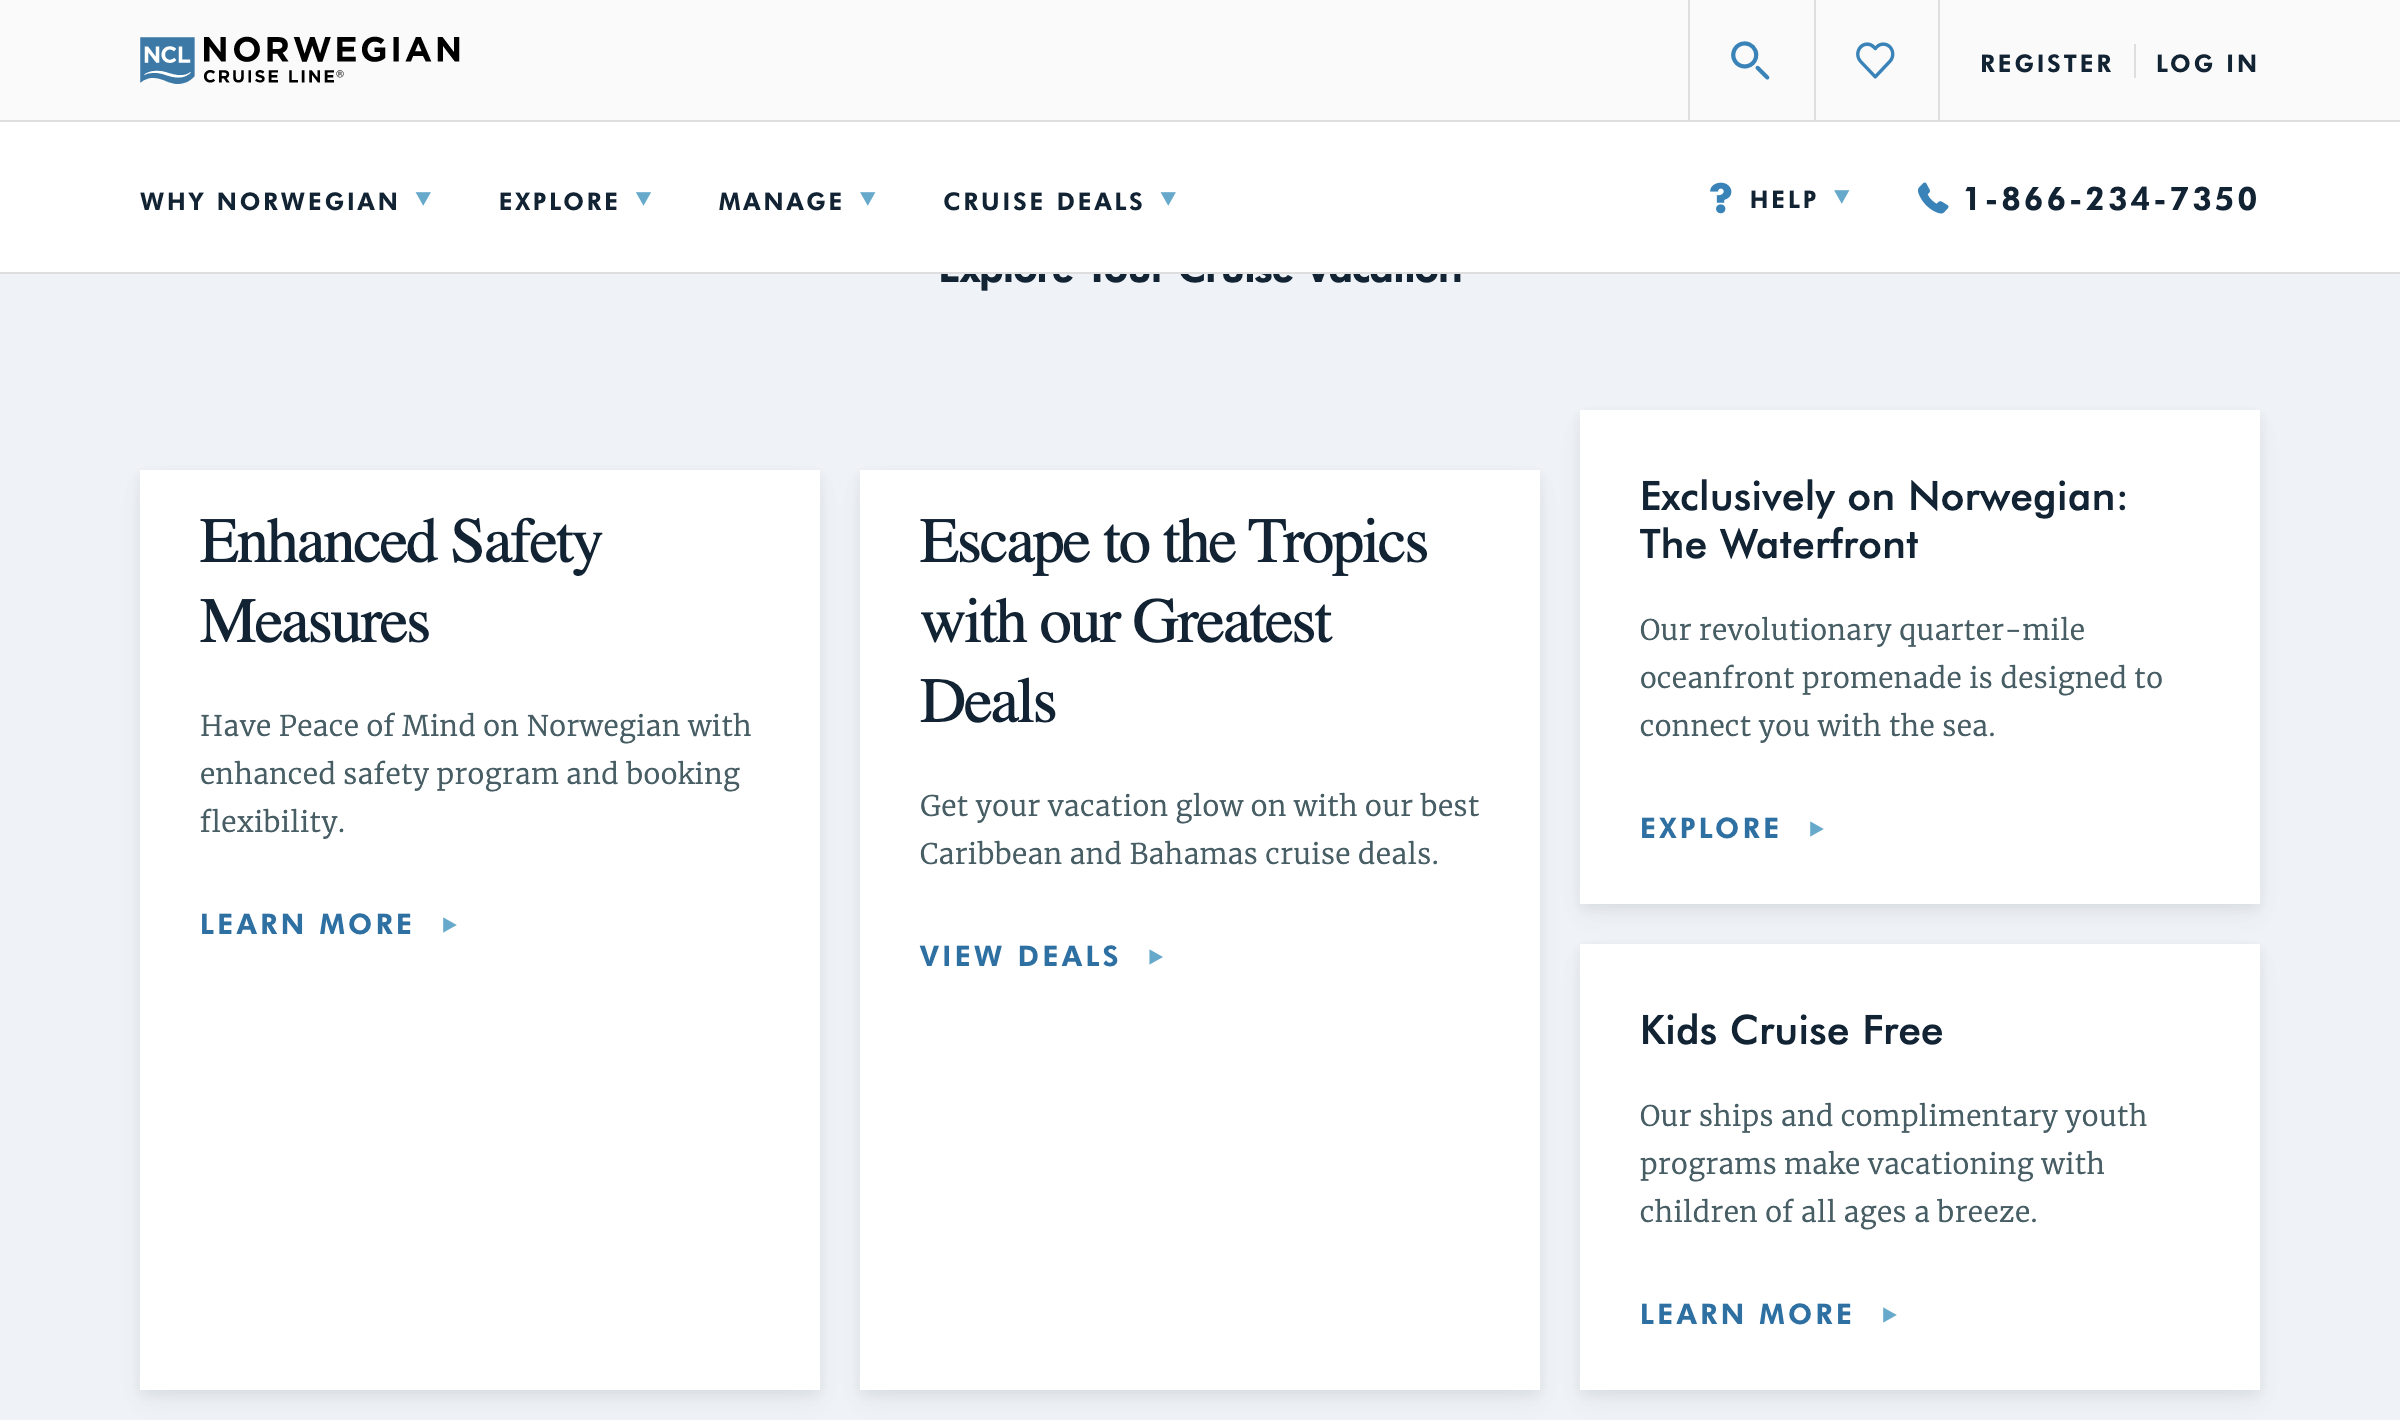 NCL NORWEGIAN
CRUISE LINE®
REGISTER
LOG IN
WHY NORWEGIAN
EXPLORE
MANAGE
CRUISE DEALS
? HELP
1-866-234-7350
Explore Your Cruise Vacation
Enhanced Safety
Measures
Have Peace of Mind on Norwegian with
enhanced safety program and booking
flexibility.
LEARN MORE
Escape to the Tropics
with our Greatest
Deals
Get your vacation glow on with our best
Caribbean and Bahamas cruise deals.
VIEW DEALS
Exclusively on Norwegian:
The Waterfront
Our revolutionary quarter-mile
oceanfront promenade is designed to
connect you with the sea.
EXPLORE
Kids Cruise Free
Our ships and complimentary youth
programs make vacationing with
children of all ages a breeze.
LEARN MORE